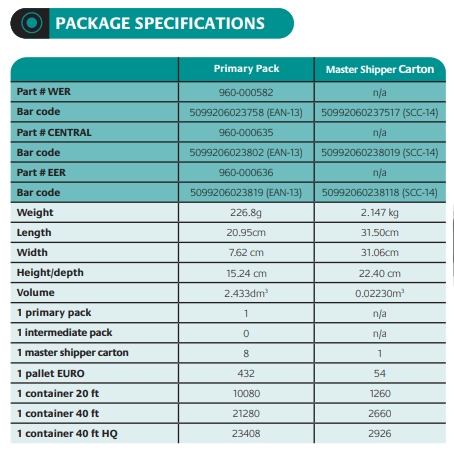 PACKAGE SPECIFICATIONS
Primary Pack Master Shipper Carton
Part # WER 960-000582 n/a
Bar code 5099206023758 (EAN-13) 50992060237517 (SCC-14)
Part # CENTRAL 960-000635 n/a
Bar code 5099206023802 (EAN-13) 50992060238019 (SCC-14)
Part # EER 960-000636 n/a
Bar code 5099206023819 (EAN-13) 50992060238118 (SCC-14)
Weight 226.8g 2.147 kg
Length 20.95cm 31.50cm
Width 7.62 cm 31.06cm
Height/depth 15.24 cm 22.40 cm
Volume 2.433dm³ 0.02230m³
1 primary pack 1 n/a
1 intermediate pack 0 n/a
1 master shipper carton 8 1
1 pallet EURO 432 54
1 container 20 ft 10080 1260
1 container 40 ft 21280 2660
1 container 40 ft HQ 23408 2926